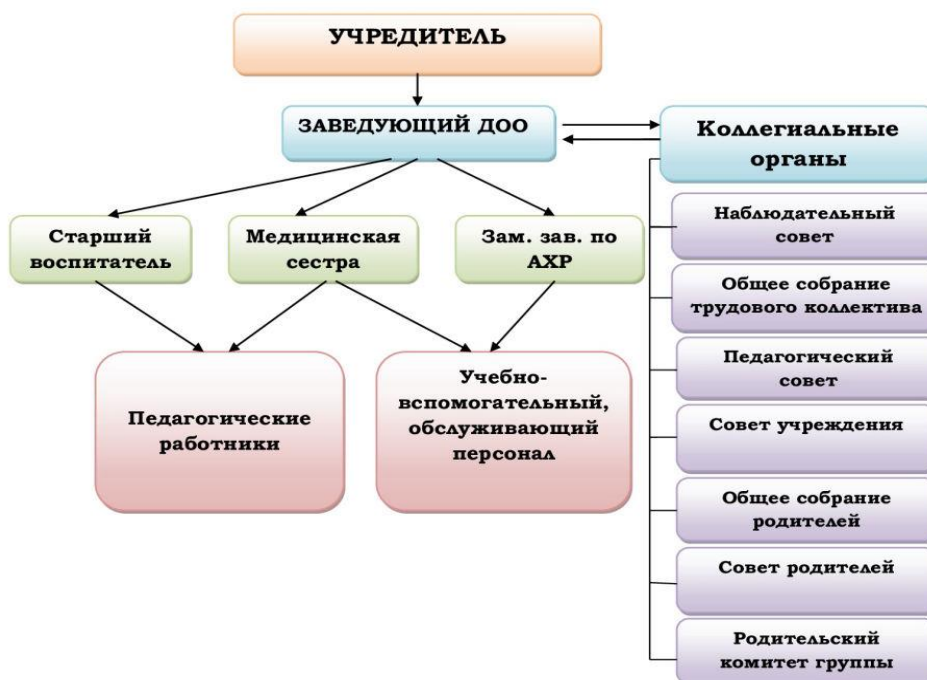 УЧРЕДИТЕЛЬ
ЗАВЕДУЮЩИЙ ДОО
Коллегиальные
органы
Старший
воспитатель
Медицинская
сестра
Зам. зав. по
АХР
Педагогические
работники
Учебно-
вспомогательный,
обслуживающий
персонал
Наблюдательный
совет
Общее собрание
трудового коллектива
Педагогический
совет
Совет учреждения
Общее собрание
родителей
Совет родителей
Родительский
комитет группы